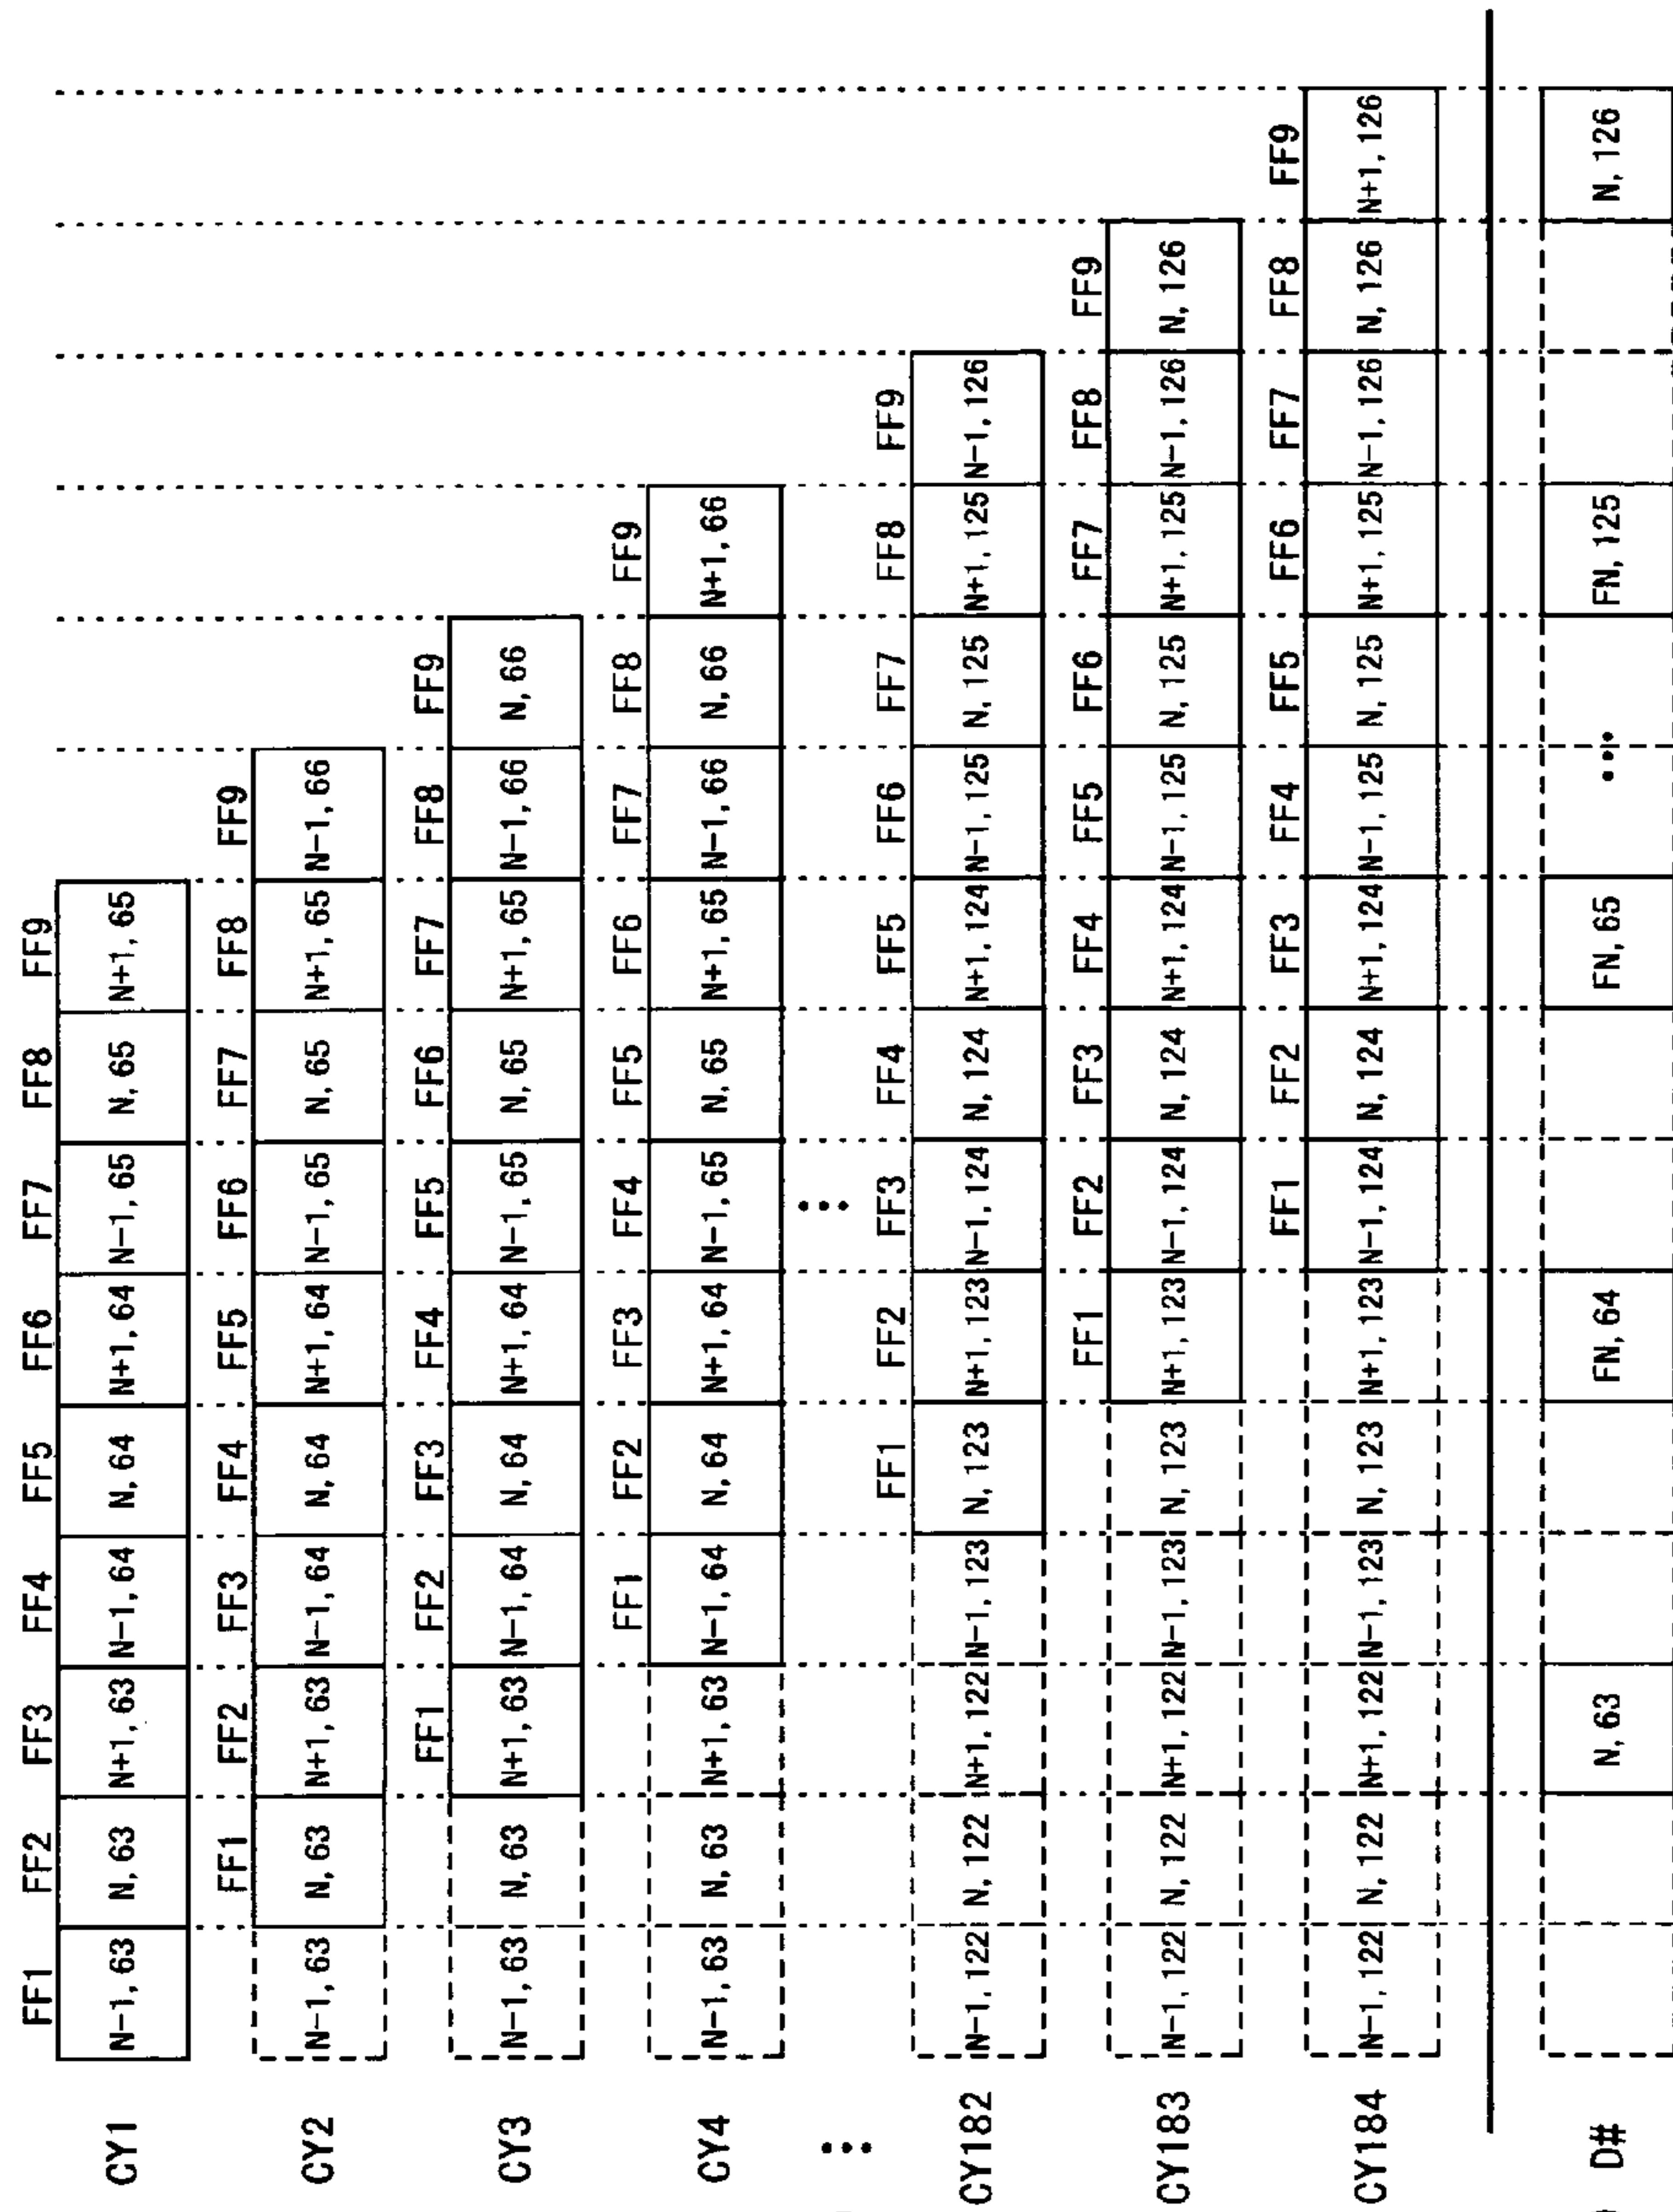 FF1 FF2 FF3 FF4 FF5 FF6 FF7 FF8 FF9
CY1 N-1, 63 N, 63 N+1, 63 N-1, 64 N, 64 N+1, 64 N-1, 65 N, 65 N+1, 65
FF1 FF2 FF3 FF4 FF5 FF6 FF7 FF8 FF9
CY2 N-1, 63 N, 63 N+1, 63 N-1, 64 N, 64 N+1, 64 N-1, 65 N, 65 N+1, 65 N-1, 66
FF1 FF2 FF3 FF4 FF5 FF6 FF7 FF8 FF9
CY3 N-1, 63 N, 63 N+1, 63 N-1, 64 N, 64 N+1, 64 N-1, 65 N, 65 N+1, 65 N-1, 66 N, 66
FF1 FF2 FF3 FF4 FF5 FF6 FF7 FF8 FF9
CY4 N-1, 63 N, 63 N+1, 63 N-1, 64 N, 64 N+1, 64 N-1, 65 N, 65 N+1, 65 N-1, 66 N, 66 N+1, 66
⋮ ⋮
FF1 FF2 FF3 FF4 FF5 FF6 FF7 FF8 FF9
CY182 N-1, 122 N, 122 N+1, 122 N-1, 123 N, 123 N+1, 123 N-1, 124 N, 124 N+1, 124 N-1, 125 N, 125 N+1, 125 N-1, 126
FF1 FF2 FF3 FF4 FF5 FF6 FF7 FF8 FF9
CY183 N-1, 122 N, 122 N+1, 122 N-1, 123 N, 123 N+1, 123 N-1, 124 N, 124 N+1, 124 N-1, 125 N, 125 N+1, 125 N-1, 126 N, 126
FF1 FF2 FF3 FF4 FF5 FF6 FF7 FF8 FF9
CY184 N-1, 122 N, 122 N+1, 122 N-1, 123 N, 123 N+1, 123 N-1, 124 N, 124 N+1, 124 N-1, 125 N, 125 N+1, 125 N-1, 126 N, 126 N+1, 126
D# N, 63 FN, 64 FN, 65 ... FN, 125 N, 126